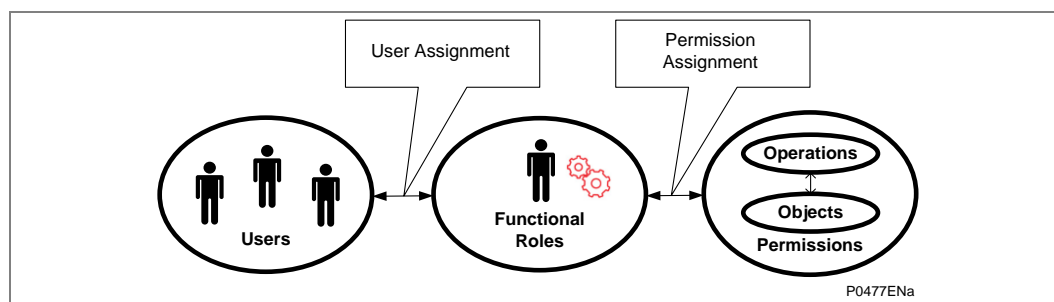 User Assignment
Permission
Assignment
Users
Functional
Roles
Operations
Objects
Permissions
P0477ENa